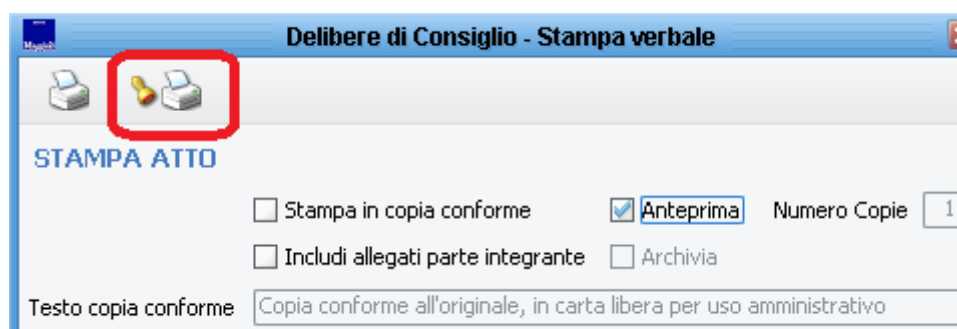 Maggioli
Delibere di Consiglio - Stampa verbale
STAMPA ATTO
Stampa in copia conforme Anteprima Numero Copie 1
Includi allegati parte integrante Archivia
Testo copia conforme Copia conforme all'originale, in carta libera per uso amministrativo